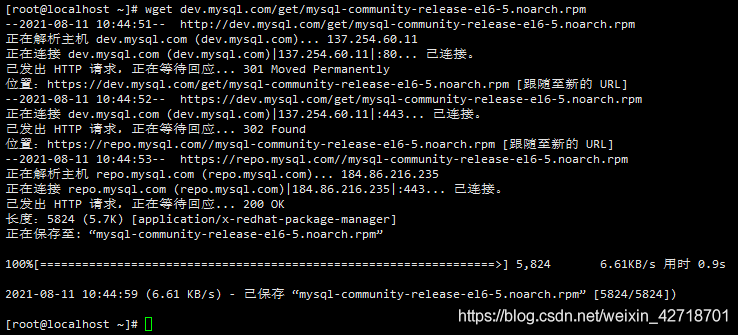 [root@localhost ~]# wget dev.mysql.com/get/mysql-community-release-el6-5.noarch.rpm
--2021-08-11 10:44:51--  http://dev.mysql.com/get/mysql-community-release-el6-5.noarch.rpm
正在解析主机 dev.mysql.com (dev.mysql.com)... 137.254.60.11
正在连接 dev.mysql.com (dev.mysql.com)|137.254.60.11|:80... 已连接。
已发出 HTTP 请求，正在等待回应... 301 Moved Permanently
位置：https://dev.mysql.com/get/mysql-community-release-el6-5.noarch.rpm [跟随至新的 URL]
--2021-08-11 10:44:52--  https://dev.mysql.com/get/mysql-community-release-el6-5.noarch.rpm
正在连接 dev.mysql.com (dev.mysql.com)|137.254.60.11|:443... 已连接。
已发出 HTTP 请求，正在等待回应... 302 Found
位置：https://repo.mysql.com//mysql-community-release-el6-5.noarch.rpm [跟随至新的 URL]
--2021-08-11 10:44:53--  https://repo.mysql.com//mysql-community-release-el6-5.noarch.rpm
正在解析主机 repo.mysql.com (repo.mysql.com)... 184.86.216.235
正在连接 repo.mysql.com (repo.mysql.com)|184.86.216.235|:443... 已连接。
已发出 HTTP 请求，正在等待回应... 200 OK
长度：5824 (5.7K) [application/x-redhat-package-manager]
正在保存至: “mysql-community-release-el6-5.noarch.rpm”
100%[=================================================================>] 5,824       6.61KB/s 用时 0.9s
2021-08-11 10:44:59 (6.61 KB/s) - 已保存 “mysql-community-release-el6-5.noarch.rpm” [5824/5824])
[root@localhost ~]#
https://blog.csdn.net/weixin_42718701